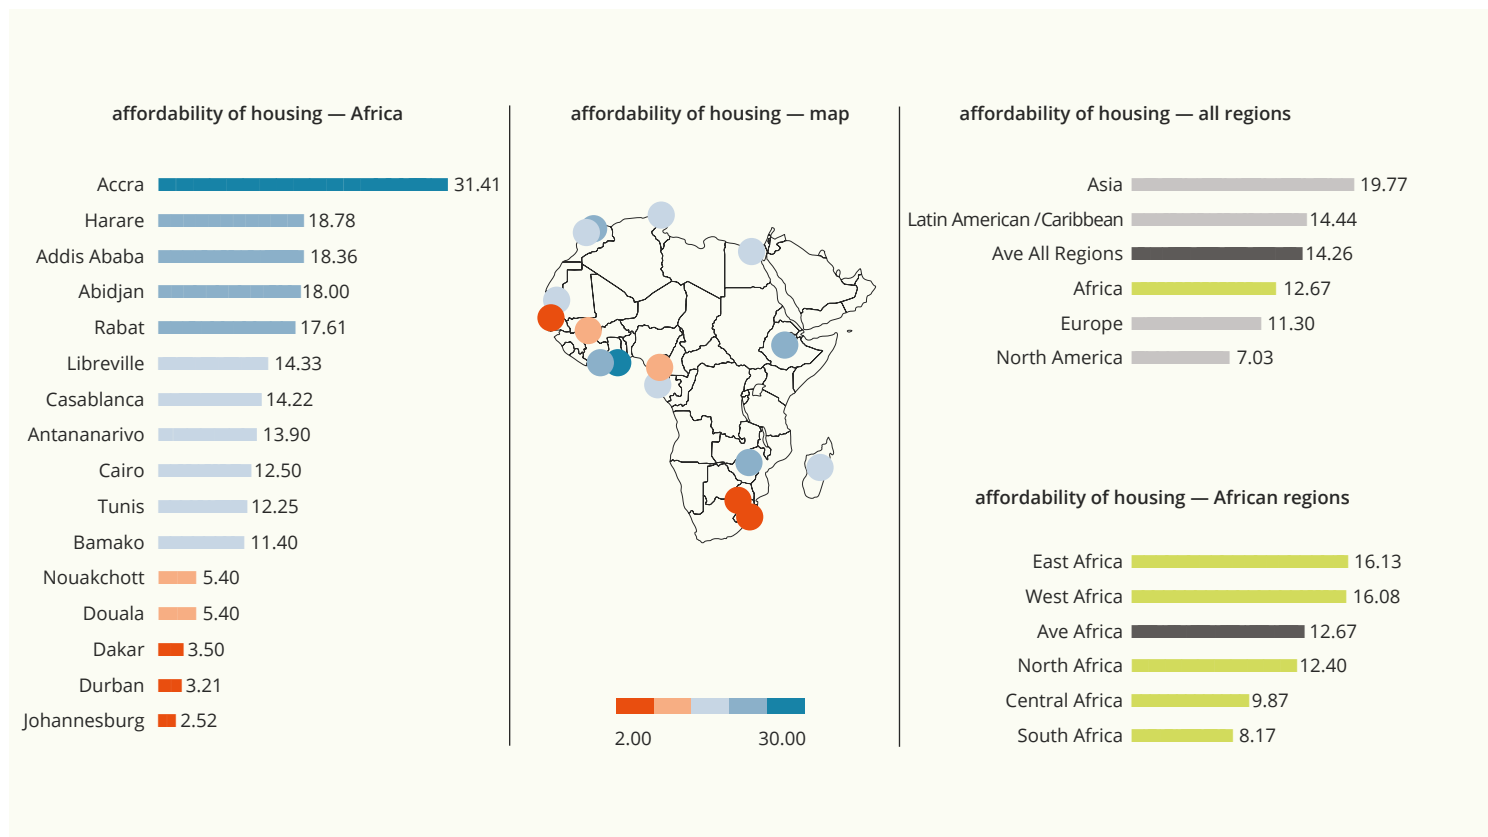 affordability of housing — Africa
Accra 31.41
Harare 18.78
Addis Ababa 18.36
Abidjan 18.00
Rabat 17.61
Libreville 14.33
Casablanca 14.22
Antananarivo 13.90
Cairo 12.50
Tunis 12.25
Bamako 11.40
Nouakchott 5.40
Douala 5.40
Dakar 3.50
Durban 3.21
Johannesburg 2.52
affordability of housing — map
2.00 30.00
affordability of housing — all regions
Asia 19.77
Latin American /Caribbean 14.44
Ave All Regions 14.26
Africa 12.67
Europe 11.30
North America 7.03
affordability of housing — African regions
East Africa 16.13
West Africa 16.08
Ave Africa 12.67
North Africa 12.40
Central Africa 9.87
South Africa 8.17